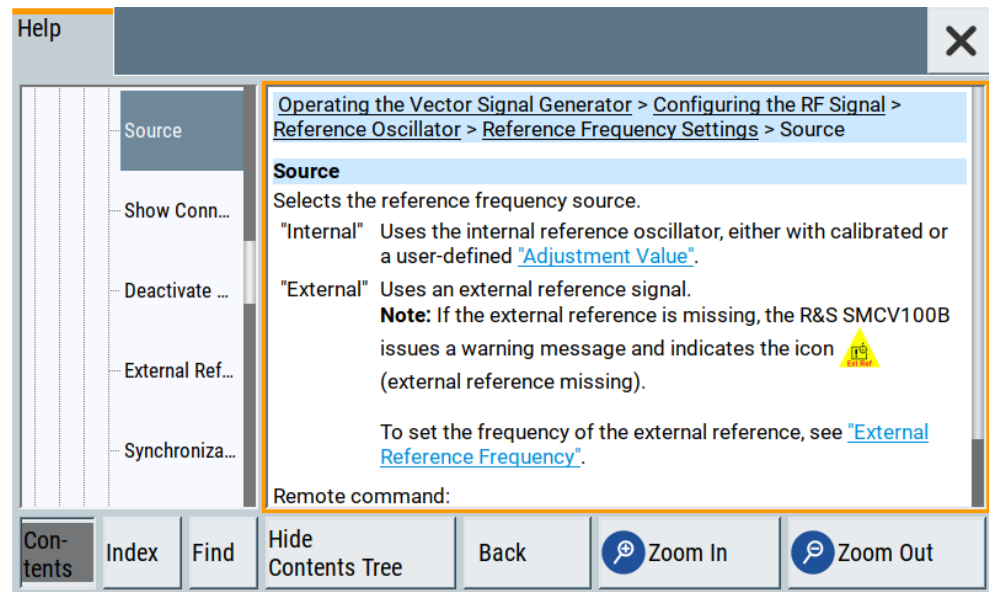 Help
Source
Show Conn...
Deactivate ...
External Ref...
Synchroniza...
Operating the Vector Signal Generator > Configuring the RF Signal >
Reference Oscillator > Reference Frequency Settings > Source
Source
Selects the reference frequency source.
"Internal" Uses the internal reference oscillator, either with calibrated or
a user-defined "Adjustment Value".
"External" Uses an external reference signal.
Note: If the external reference is missing, the R&S SMCV100B
issues a warning message and indicates the icon Ext Ref
(external reference missing).
To set the frequency of the external reference, see "External
Reference Frequency".
Remote command:
Con-
tents
Index
Find
Hide
Contents Tree
Back
Zoom In
Zoom Out